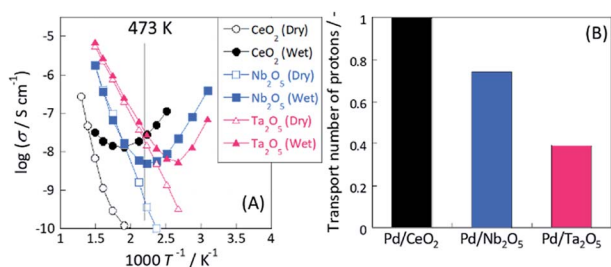 473 K
CeO2 (Dry)
CeO2 (Wet)
Nb2O5 (Dry)
Nb2O5 (Wet)
Ta2O5 (Dry)
Ta2O5 (Wet)
log (σ / S cm-1)
-4
-5
-6
-7
-8
-9
-10
(A)
1 1.5 2 2.5 3 3.5 4
1000 T-1 / K-1
Transport number of protons / -
1
0.8
0.6
0.4
0.2
0
(B)
Pd/CeO2 Pd/Nb2O5 Pd/Ta2O5